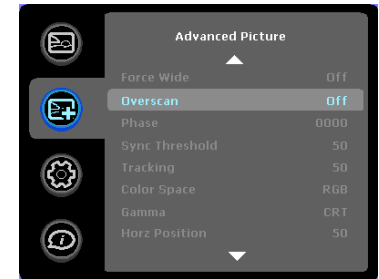 Advanced Picture
Force Wide Off
Overscan Off
Phase 0000
Sync Threshold 50
Tracking 50
Color Space RGB
Gamma CRT
Horz Position 50